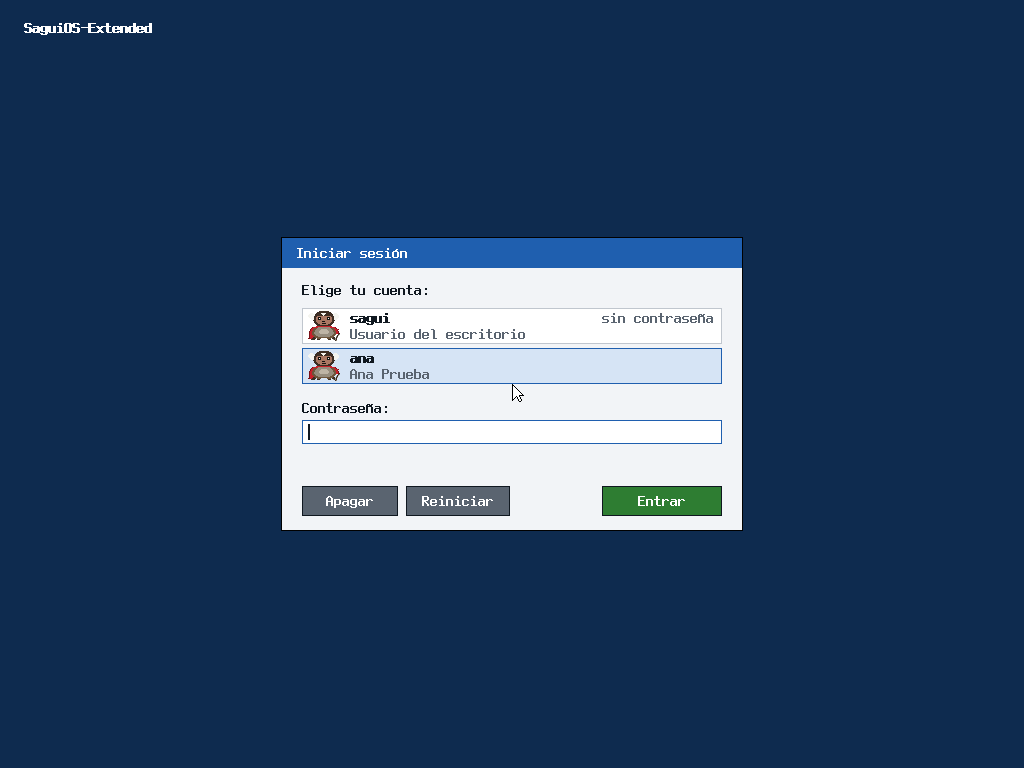 SaguiOS-Extended
Iniciar sesión
Elige tu cuenta:
sagui sin contraseña
Usuario del escritorio
ana
Ana Prueba
Contraseña:
Apagar Reiniciar Entrar